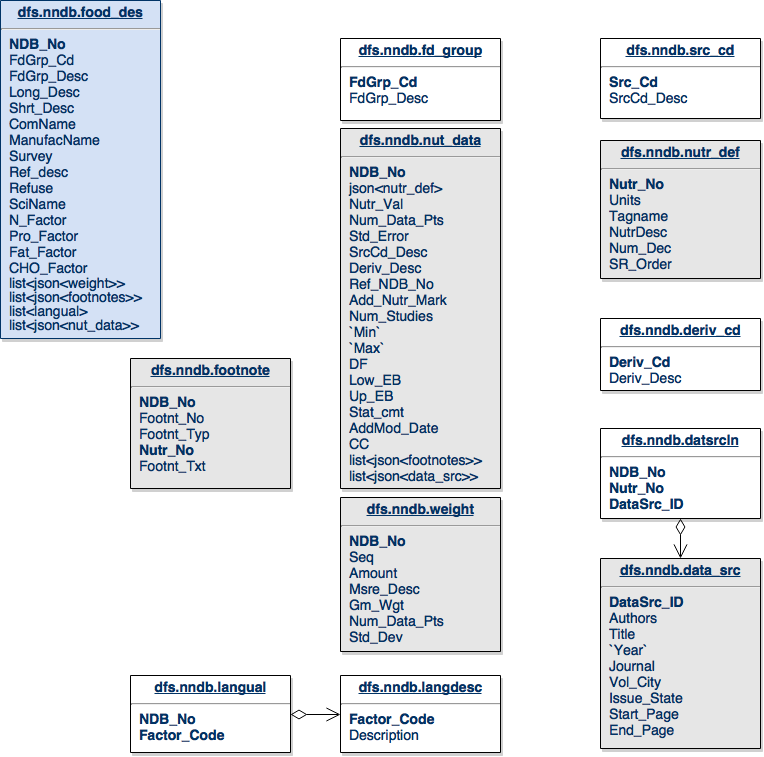 dfs.nndb.food_des
NDB_No
FdGrp_Cd
FdGrp_Desc
Long_Desc
Shrt_Desc
ComName
ManufacName
Survey
Ref_desc
Refuse
SciName
N_Factor
Pro_Factor
Fat_Factor
CHO_Factor
list<json<weight>>
list<json<footnotes>>
list<langual>
list<json<nut_data>>
dfs.nndb.footnote
NDB_No
Footnt_No
Footnt_Typ
Nutr_No
Footnt_Txt
dfs.nndb.langual
NDB_No
Factor_Code
dfs.nndb.fd_group
FdGrp_Cd
FdGrp_Desc
dfs.nndb.nut_data
NDB_No
json<nutr_def>
Nutr_Val
Num_Data_Pts
Std_Error
SrcCd_Desc
Deriv_Desc
Ref_NDB_No
Add_Nutr_Mark
Num_Studies
`Min`
`Max`
DF
Low_EB
Up_EB
Stat_cmt
AddMod_Date
CC
list<json<footnotes>>
list<json<data_src>>
dfs.nndb.weight
NDB_No
Seq
Amount
Msre_Desc
Gm_Wgt
Num_Data_Pts
Std_Dev
dfs.nndb.langdesc
Factor_Code
Description
dfs.nndb.src_cd
Src_Cd
SrcCd_Desc
dfs.nndb.nutr_def
Nutr_No
Units
Tagname
NutrDesc
Num_Dec
SR_Order
dfs.nndb.deriv_cd
Deriv_Cd
Deriv_Desc
dfs.nndb.datsrcln
NDB_No
Nutr_No
DataSrc_ID
dfs.nndb.data_src
DataSrc_ID
Authors
Title
`Year`
Journal
Vol_City
Issue_State
Start_Page
End_Page